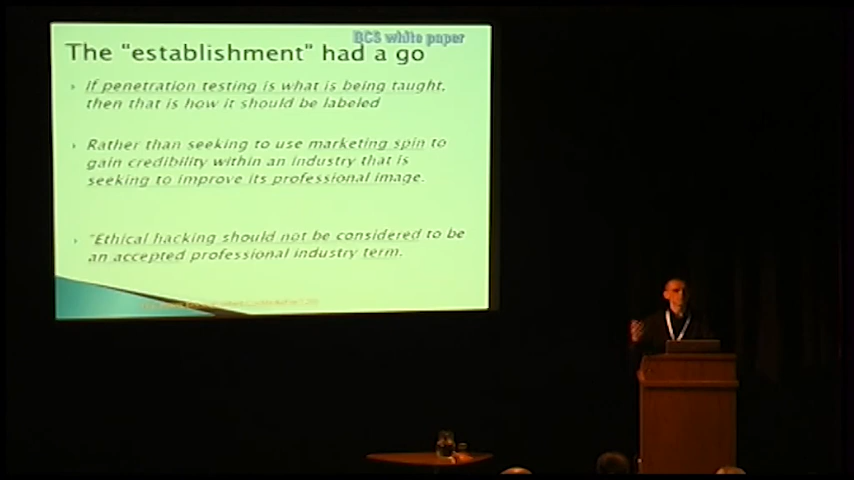 BCS white paper
The "establishment" had a go
If penetration testing is what is being taught,
then that is how it should be labeled
Rather than seeking to use marketing spin to
gain credibility within an industry that is
seeking to improve its professional image.
"Ethical hacking should not be considered to be
an accepted professional industry term.